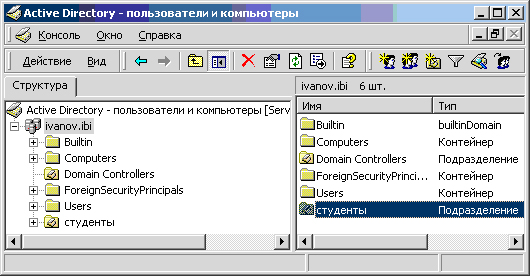 Active Directory - пользователи и компьютеры
Консоль Окно Справка
Действие Вид
Структура
Active Directory - пользователи и компьютеры [Serv
ivanov.ibi
Builtin
Computers
Domain Controllers
ForeignSecurityPrincipals
Users
студенты
ivanov.ibi 6 шт.
Имя Тип
Builtin builtinDomain
Computers Контейнер
Domain Controllers Подразделение
ForeignSecurityPrinci... Контейнер
Users Контейнер
студенты Подразделение